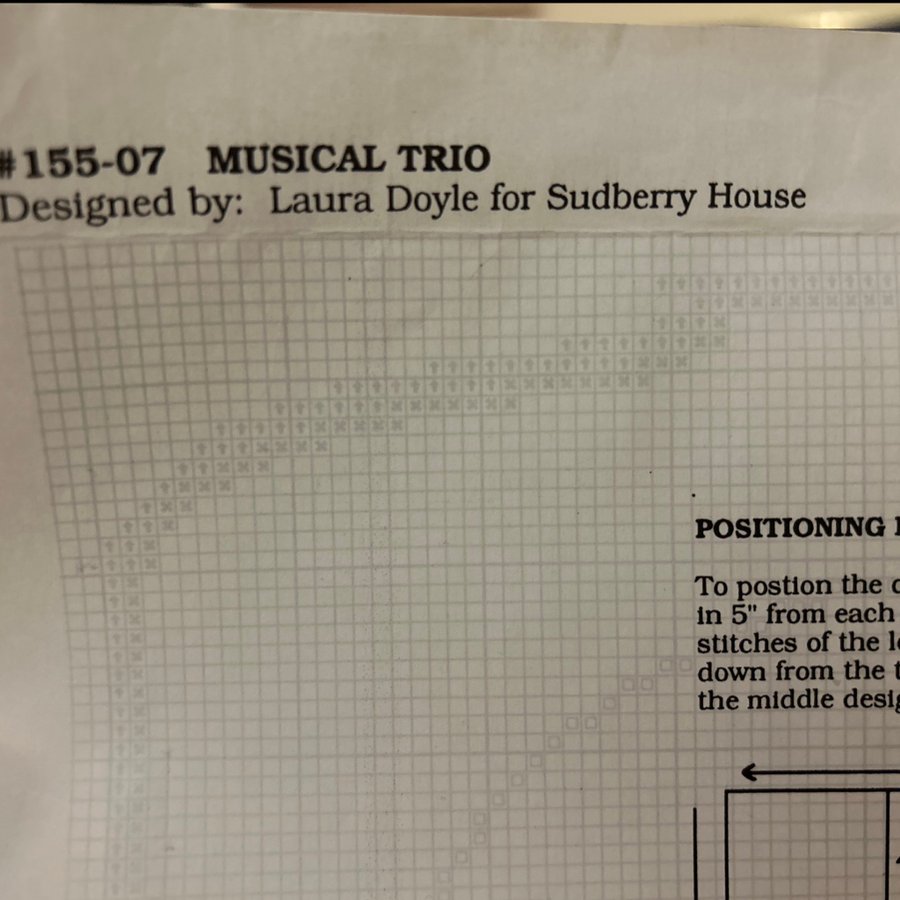 #155-07 MUSICAL TRIO
Designed by: Laura Doyle for Sudberry House
POSITIONING
To postion the
in 5" from each
stitches of the
down from the
the middle